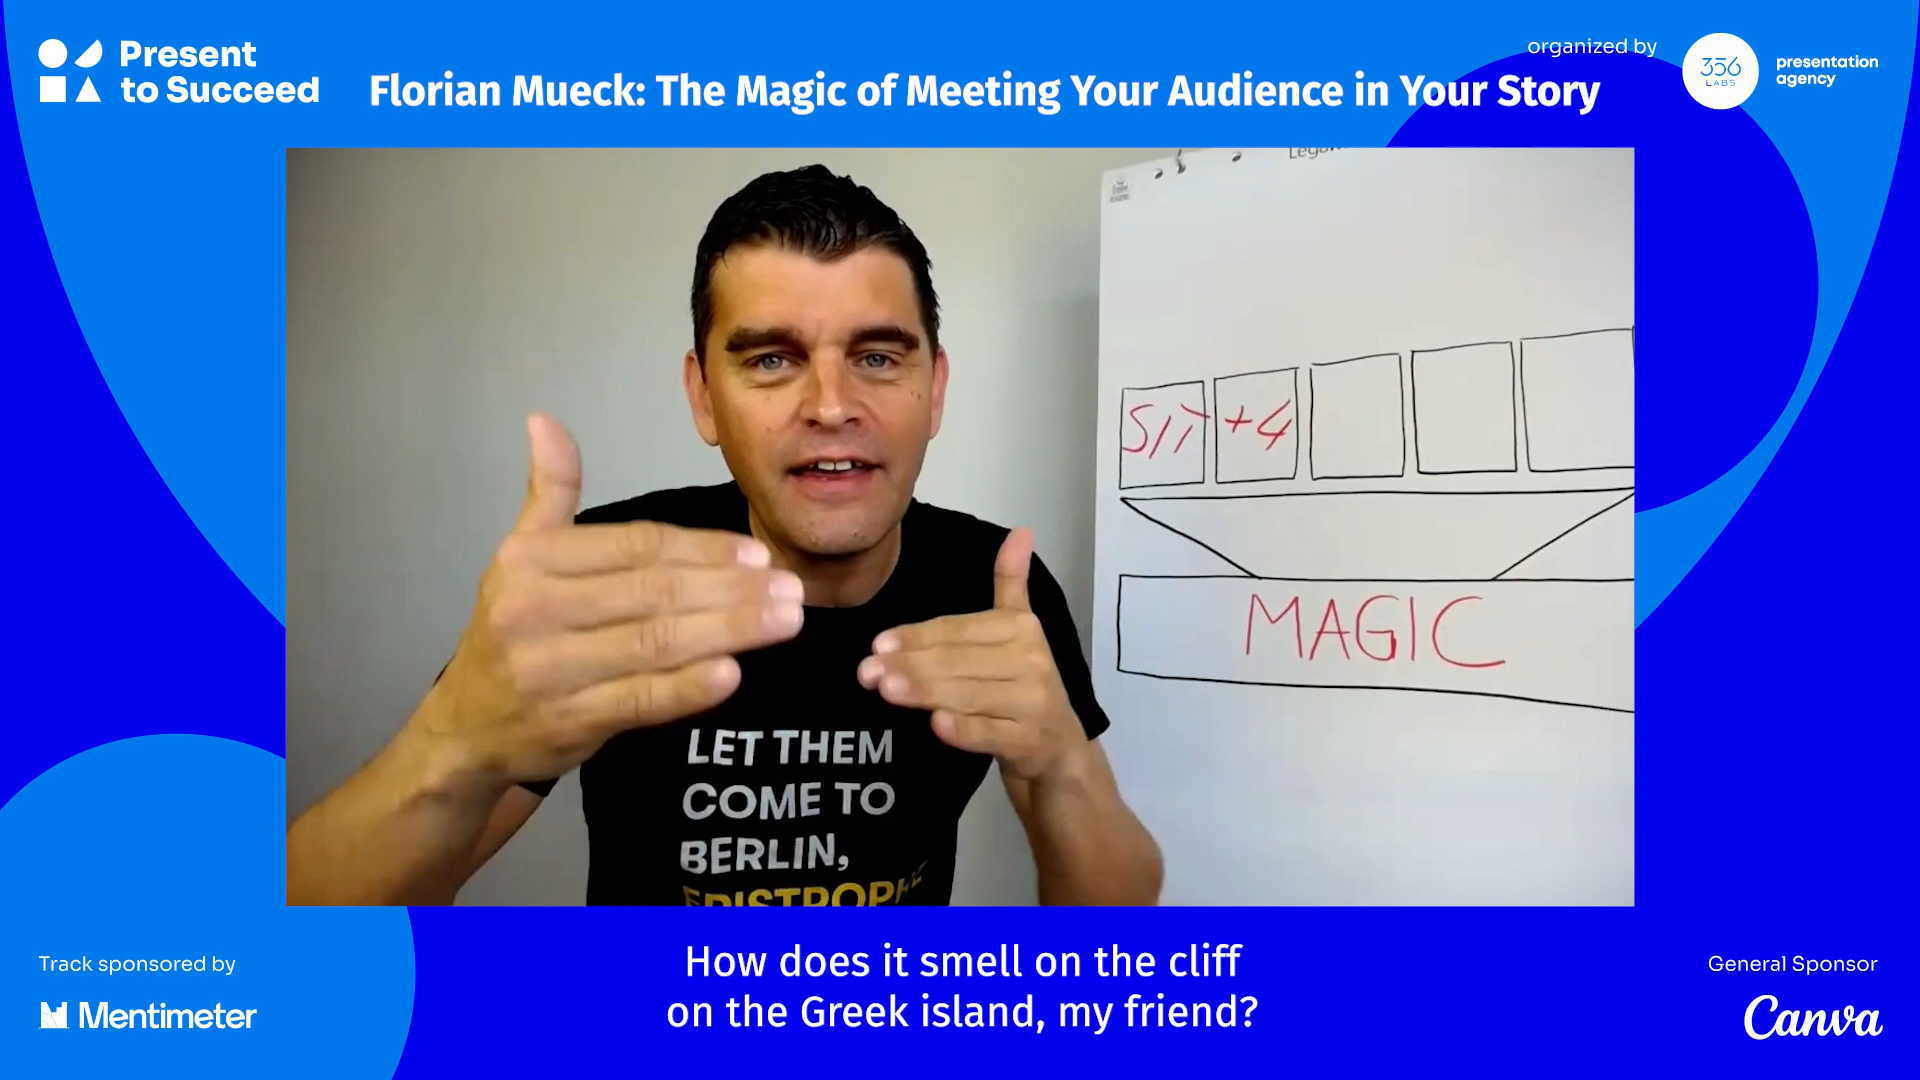 Present
to Succeed
Florian Mueck: The Magic of Meeting Your Audience in Your Story
organized by
356
LABS
presentation
agency
+4
MAGIC
LET THEM
COME TO
BERLIN,
How does it smell on the cliff
on the Greek island, my friend?
Track sponsored by
Mentimeter
General Sponsor
Canva